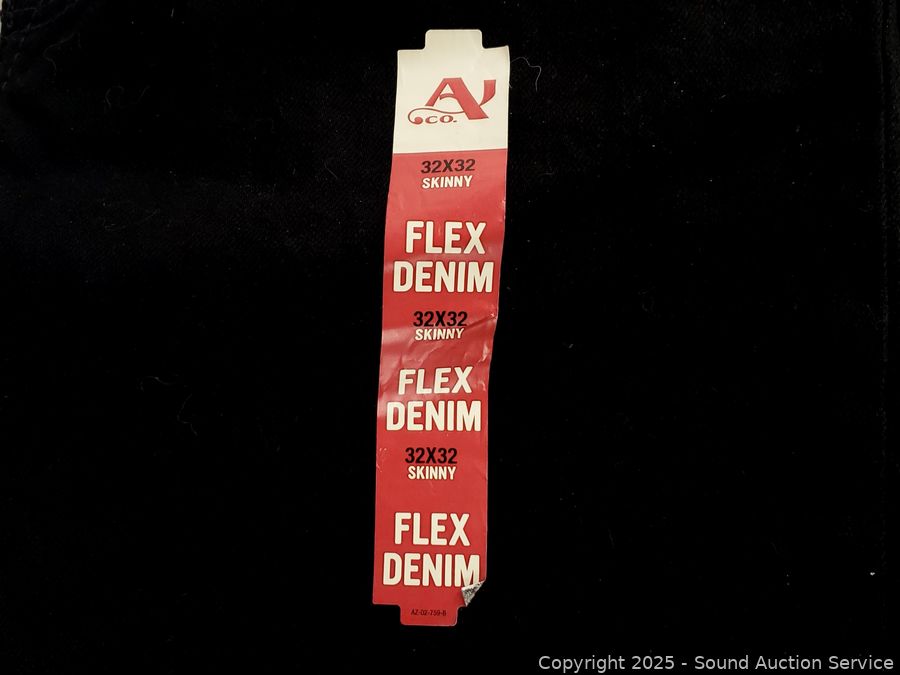 AY
CO.
32X32
SKINNY
FLEX
DENIM
32X32
SKINNY
FLEX
DENIM
32X32
SKINNY
FLEX
DENIM
AZ-02-759-B
Copyright 2025 - Sound Auction Service